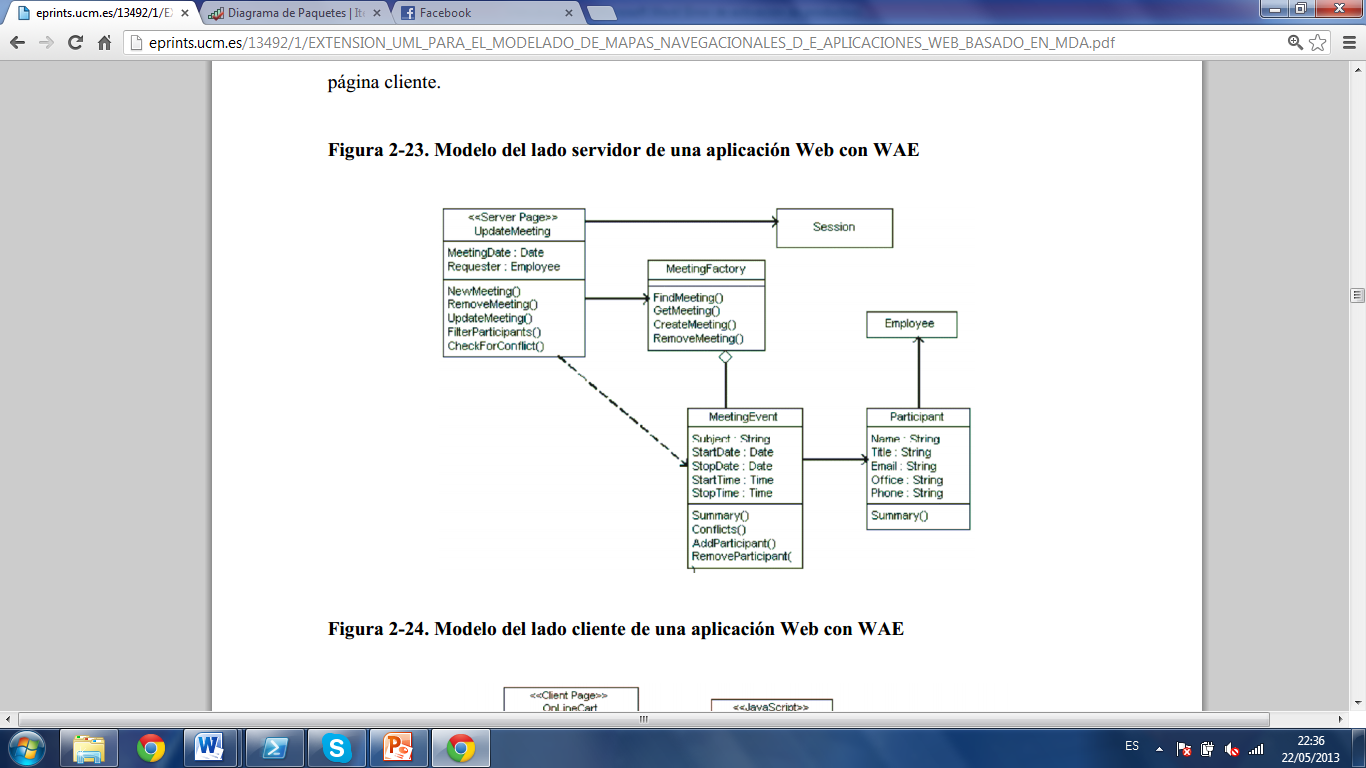 eprints.ucm.es/13492/1/EX
Diagrama de Paquetes | Ite
Facebook
eprints.ucm.es/13492/1/EXTENSION_UML_PARA_EL_MODELADO_DE_MAPAS_NAVEGACIONALES_D_E_APLICACIONES_WEB_BASADO_EN_MDA.pdf
página cliente.
Figura 2-23. Modelo del lado servidor de una aplicación Web con WAE
<<Server Page>>
UpdateMeeting
MeetingDate : Date
Requester : Employee
NewMeeting()
RemoveMeeting()
UpdateMeeting()
FilterParticipants()
CheckForConflict()
Session
MeetingFactory
FindMeeting()
GetMeeting()
CreateMeeting()
RemoveMeeting()
Employee
MeetingEvent
Subject : String
StartDate : Date
StopDate : Date
StartTime : Time
StopTime : Time
Summary()
Conflicts()
AddParticipant()
RemoveParticipant(
)
Participant
Name : String
Title : String
Email : String
Office : String
Phone : String
Summary()
Figura 2-24. Modelo del lado cliente de una aplicación Web con WAE
<<Client Page>>
OnLineCart
<<JavaScript>>
ES
22:36
22/05/2013